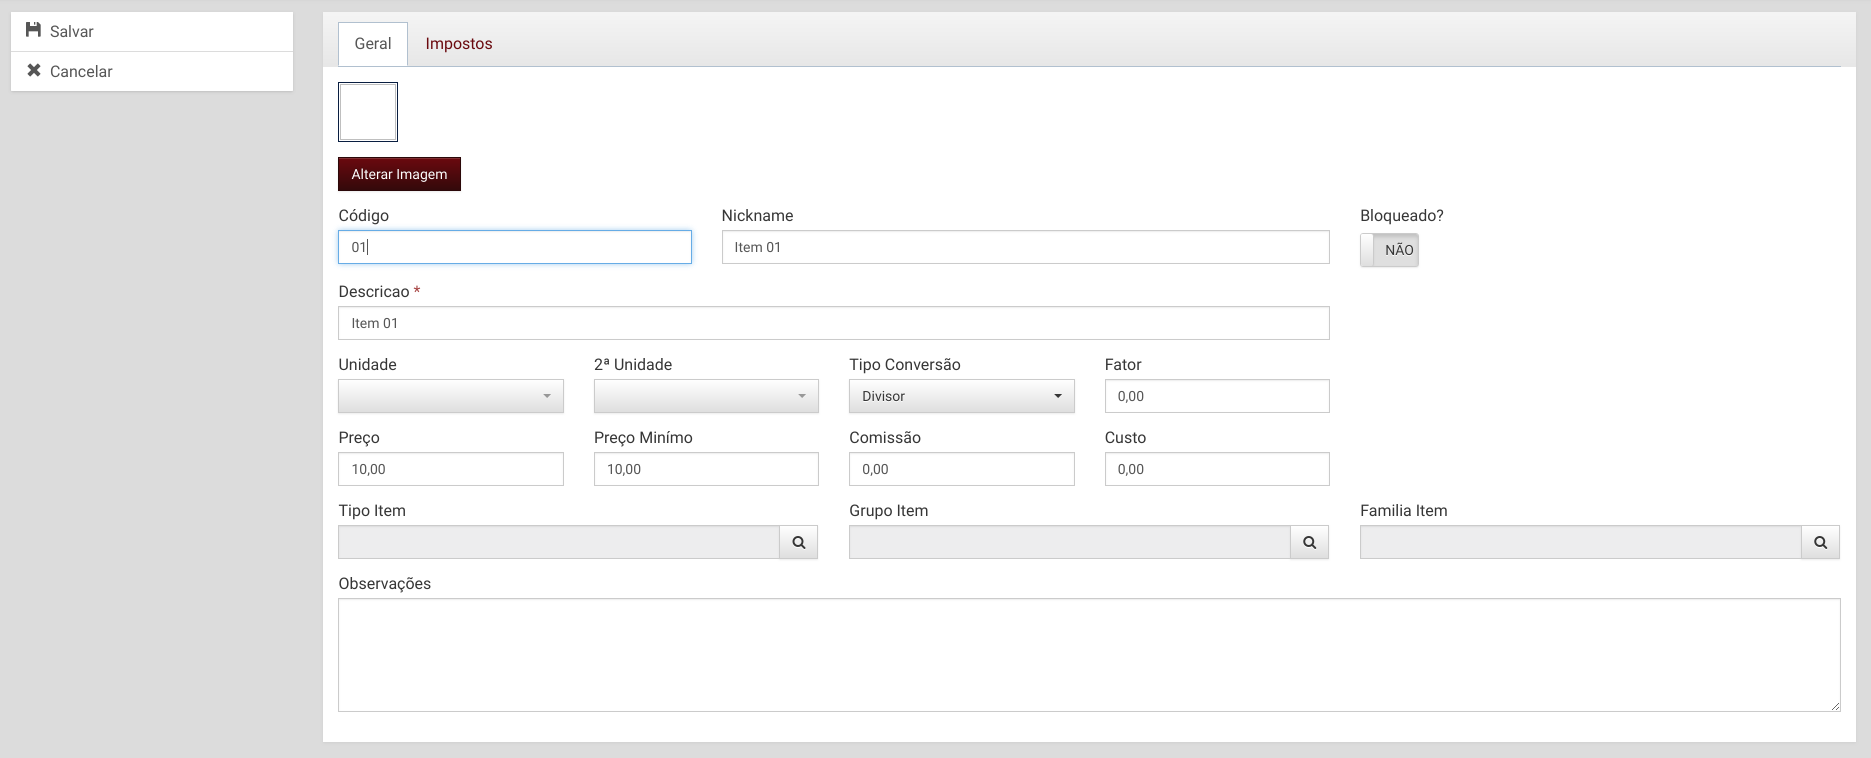 Salvar
Cancelar
Geral Impostos
Alterar Imagem
Código Nickname Bloqueado?
01 Item 01 NÃO
Descricao *
Item 01
Unidade 2ª Unidade Tipo Conversão Fator
Divisor 0,00
Preço Preço Minímo Comissão Custo
10,00 10,00 0,00 0,00
Tipo Item Grupo Item Familia Item
Observações